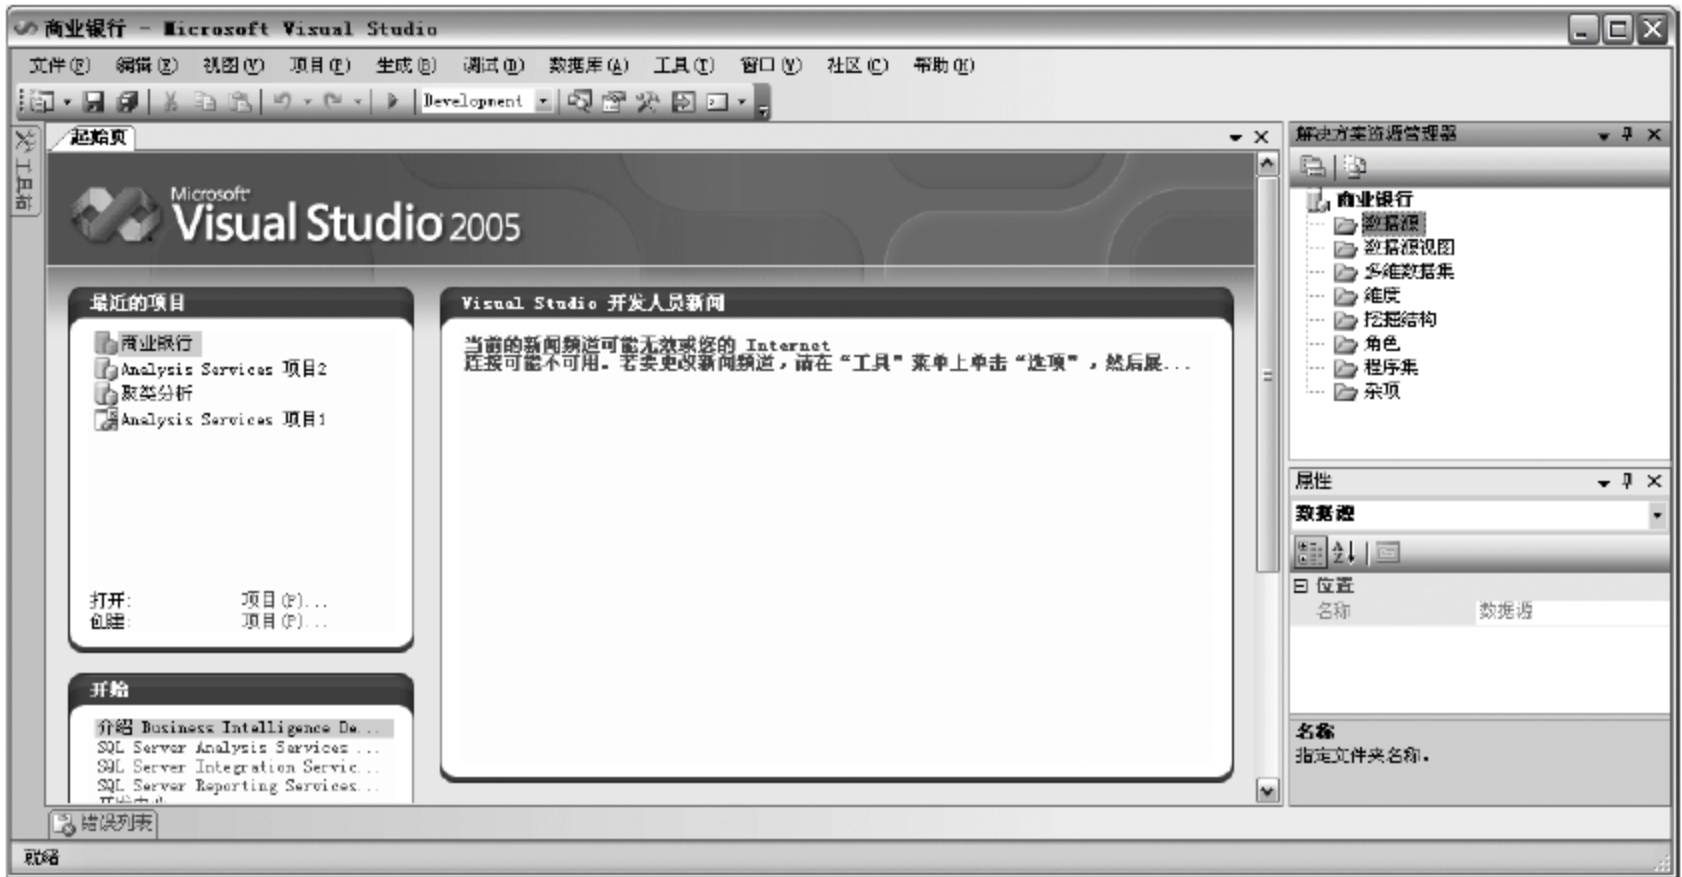 商业银行 - Microsoft Visual Studio
文件(F) 编辑(E) 视图(V) 项目(P) 生成(B) 调试(D) 数据库(A) 工具(T) 窗口(W) 社区(C) 帮助(H)
Development
工具箱
起始页
Microsoft
Visual Studio 2005
最近的项目
商业银行
Analysis Services 项目2
聚类分析
Analysis Services 项目1
打开: 项目(P)...
创建: 项目(P)...
开始
介绍 Business Intelligence De...
SQL Server Analysis Services ...
SQL Server Integration Servic...
SQL Server Reporting Services...
Visual Studio 开发人员新闻
当前的新闻频道可能无效或您的 Internet
连接可能不可用。若要更改新闻频道，请在“工具”菜单上单击“选项”，然后展...
解决方案资源管理器
商业银行
数据源
数据源视图
多维数据集
维度
挖掘结构
角色
程序集
杂项
属性
数据源
位置
名称 数据源
名称
指定文件夹名称。
错误列表
就绪